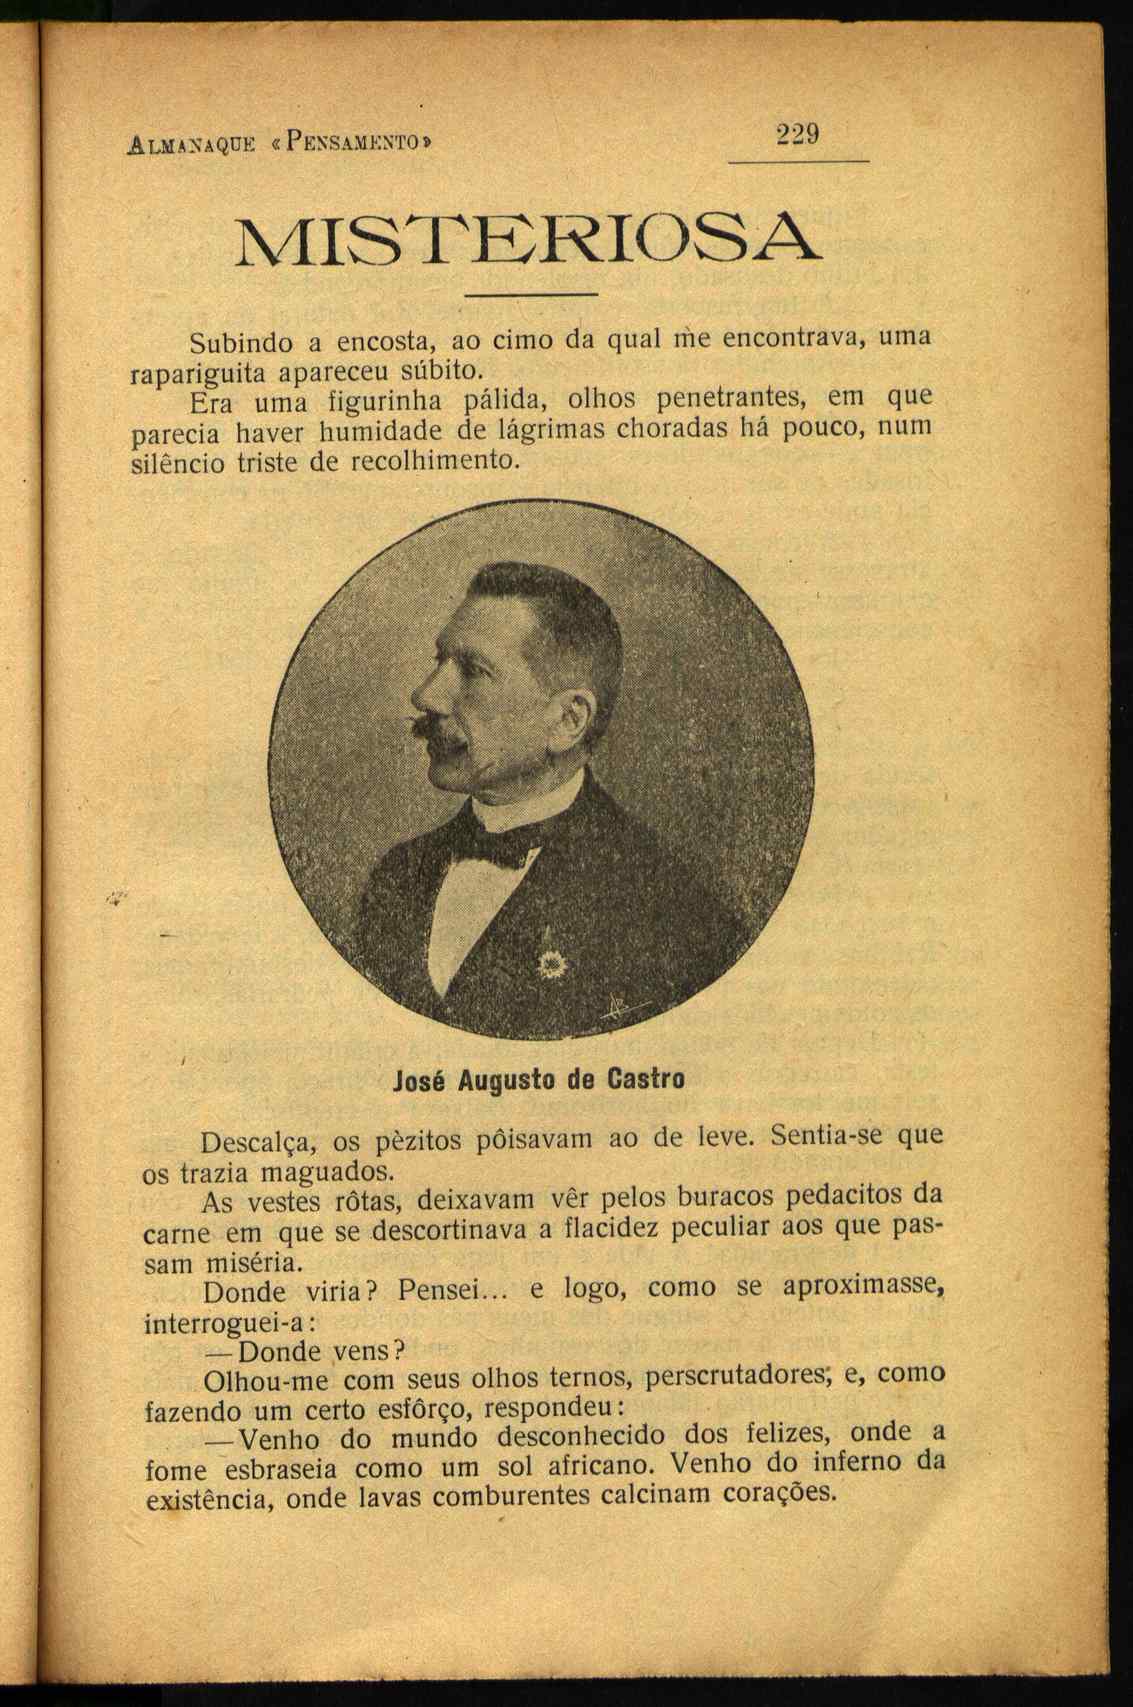 ALMANAQUE «PENSAMENTO»
229
MISTERIOSA
Subindo a encosta, ao cimo da qual me encontrava, uma
rapariguita apareceu súbito.
Era uma figurinha pálida, olhos penetrantes, em que
parecia haver humidade de lágrimas choradas há pouco, num
silêncio triste de recolhimento.
José Augusto de Castro
Descalça, os pèzitos pôisavam ao de leve. Sentia-se que
os trazia maguados.
As vestes rôtas, deixavam vêr pelos buracos pedacitos da
carne em que se descortinava a flacidez peculiar aos que pas-
sam miséria.
Donde viria? Pensei... e logo, como se aproximasse,
interroguei-a:
—Donde vens?
Olhou-me com seus olhos ternos, perscrutadores; e, como
fazendo um certo esfôrço, respondeu:
—Venho do mundo desconhecido dos felizes, onde a
fome esbraseia como um sol africano. Venho do inferno da
existência, onde lavas comburentes calcinam corações.